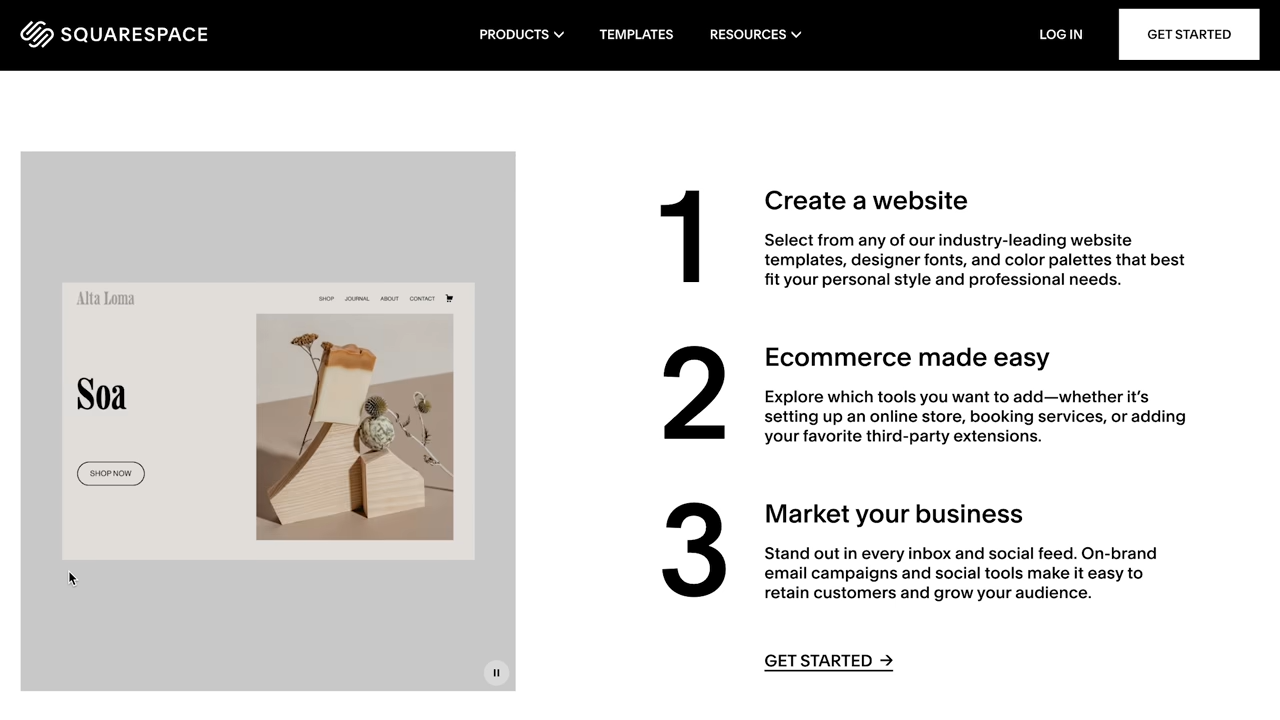 SQUARESPACE
PRODUCTS
TEMPLATES
RESOURCES
LOG IN
GET STARTED
Alta Loma
SHOP
JOURNAL
ABOUT
CONTACT
Soa
SHOP NOW
1
Create a website
Select from any of our industry-leading website
templates, designer fonts, and color palettes that best
fit your personal style and professional needs.
2
Ecommerce made easy
Explore which tools you want to add—whether it’s
setting up an online store, booking services, or adding
your favorite third-party extensions.
3
Market your business
Stand out in every inbox and social feed. On-brand
email campaigns and social tools make it easy to
retain customers and grow your audience.
GET STARTED →